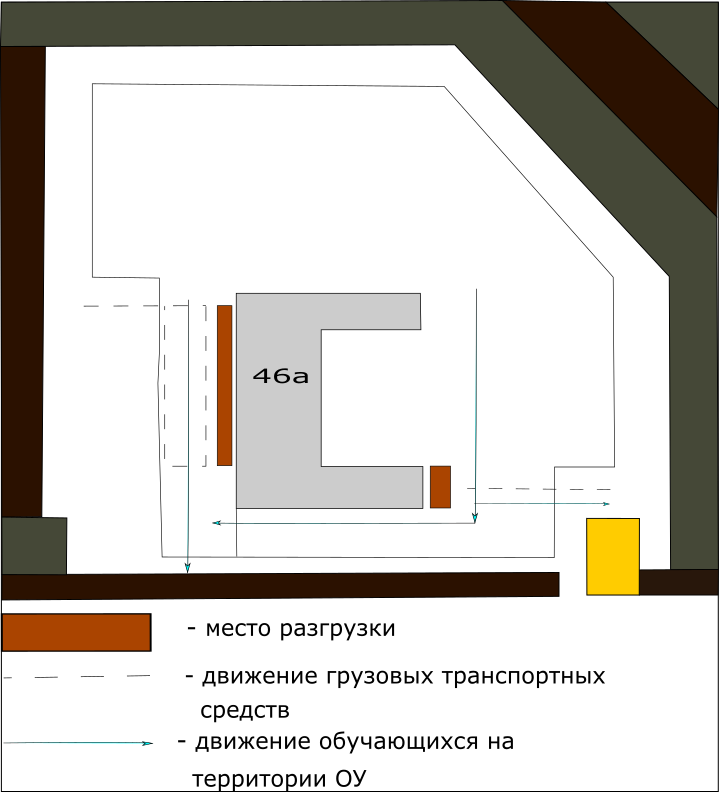 46а
- место разгрузки
- движение грузовых транспортных
средств
- движение обучающихся на
территории ОУ